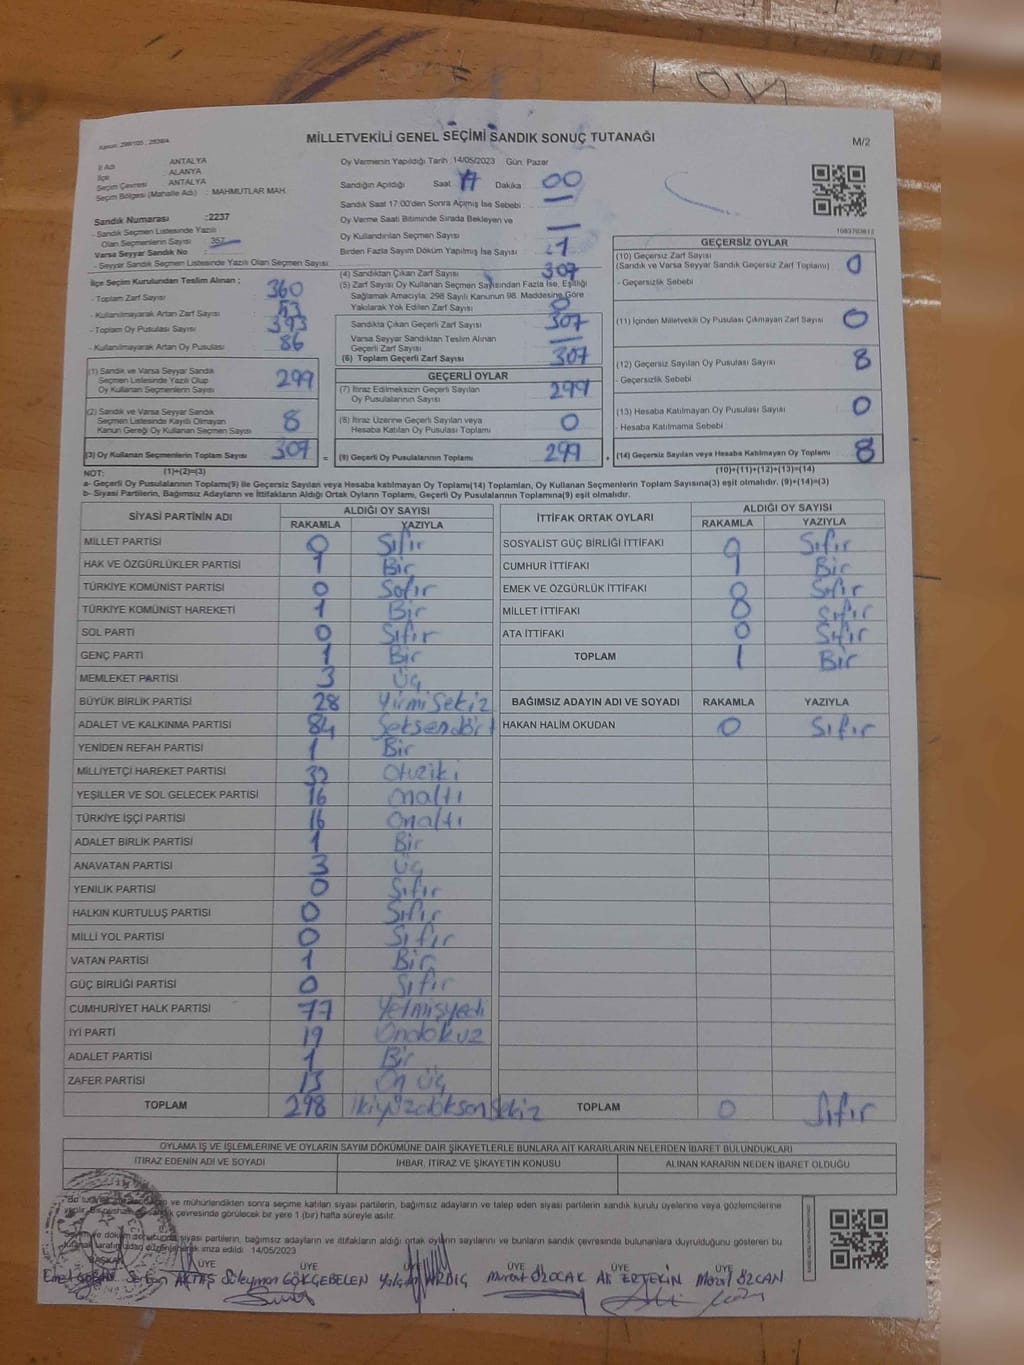 Kanun: 298/105 , 2839/4
MİLLETVEKİLİ GENEL SEÇİMİ SANDIK SONUÇ TUTANAĞI
M/2
İl Adı ANTALYA
İlçe ALANYA
Seçim Çevresi ANTALYA
Seçim Bölgesi (Mahalle Adı) : MAHMUTLAR MAH.
Sandık Numarası :2237
- Sandık Seçmen Listesinde Yazılı
Olan Seçmenlerin Sayısı 357
Varsa Seyyar Sandık No :
- Seyyar Sandık Seçmen Listesinde Yazılı Olan Seçmen Sayısı:
Oy Vermenin Yapıldığı Tarih :14/05/2023 Gün: Pazar
Sandığın Açıldığı Saat 17 Dakika 00
Sandık Saat 17:00'den Sonra Açılmış İse Sebebi : —
Oy Verme Saati Bitiminde Sırada Bekleyen ve
Oy Kullandırılan Seçmen Sayısı —
Birden Fazla Sayım Döküm Yapılmış İse Sayısı :1
1083703812
İlçe Seçim Kurulundan Teslim Alınan ;
- Toplam Zarf Sayısı 360
- Kullanılmayarak Artan Zarf Sayısı 53
- Toplam Oy Pusulası Sayısı 393
- Kullanılmayarak Artan Oy Pusulası 86
(1) Sandık ve Varsa Seyyar Sandık
Seçmen Listesinde Yazılı Olup
Oy Kullanan Seçmenlerin Sayısı 299
(2) Sandık ve Varsa Seyyar Sandık
Seçmen Listesinde Kayıtlı Olmayan
Kanun Gereği Oy Kullanan Seçmen Sayısı 8
(3) Oy Kullanan Seçmenlerin Toplam Sayısı 307 =
(4) Sandıktan Çıkan Zarf Sayısı 307
(5) Zarf Sayısı Oy Kullanan Seçmen Sayısından Fazla İse, Eşitliği
Sağlamak Amacıyla; 298 Sayılı Kanunun 98. Maddesine Göre
Yakılarak Yok Edilen Zarf Sayısı 0
Sandıkta Çıkan Geçerli Zarf Sayısı 307
Varsa Seyyar Sandıktan Teslim Alınan
Geçerli Zarf Sayısı —
(6) Toplam Geçerli Zarf Sayısı 307
GEÇERLİ OYLAR
(7) İtiraz Edilmeksizin Geçerli Sayılan
Oy Pusulalarının Sayısı 299
(8) İtiraz Üzerine Geçerli Sayılan veya
Hesaba Katılan Oy Pusulası Toplamı 0
(9) Geçerli Oy Pusulalarının Toplamı 299 +
GEÇERSİZ OYLAR
(10) Geçersiz Zarf Sayısı
(Sandık ve Varsa Seyyar Sandık Geçersiz Zarf Toplamı) : 0
- Geçersizlik Sebebi
(11) İçinden Milletvekili Oy Pusulası Çıkmayan Zarf Sayısı 0
(12) Geçersiz Sayılan Oy Pusulası Sayısı 8
- Geçersizlik Sebebi
(13) Hesaba Katılmayan Oy Pusulası Sayısı 0
- Hesaba Katılmama Sebebi
(14) Geçersiz Sayılan veya Hesaba Katılmayan Oy Toplamı 8
NOT: (1)+(2)=(3) (10)+(11)+(12)+(13)=(14)
a- Geçerli Oy Pusulalarının Toplamı(9) ile Geçersiz Sayılan veya Hesaba Katılmayan Oy Toplamı(14) Toplamları, Oy Kullanan Seçmenlerin Toplam Sayısına(3) eşit olmalıdır. (9)+(14)=(3)
b- Siyasi Partilerin, Bağımsız Adayların ve İttifakların Aldığı Ortak Oyların Toplamı, Geçerli Oy Pusulalarının Toplamına(9) eşit olmalıdır.
SİYASİ PARTİNİN ADI ALDIĞI OY SAYISI
RAKAMLA YAZIYLA
MİLLET PARTİSİ 0 Sıfır
HAK VE ÖZGÜRLÜKLER PARTİSİ 1 Bir
TÜRKİYE KOMÜNİST PARTİSİ 0 Sofır
TÜRKİYE KOMÜNİST HAREKETİ 1 Bir
SOL PARTİ 0 Sıfır
GENÇ PARTİ 1 Bir
MEMLEKET PARTİSİ 3 Üç
BÜYÜK BİRLİK PARTİSİ 28 Yirmi Sekiz
ADALET VE KALKINMA PARTİSİ 84 Seksendört
YENİDEN REFAH PARTİSİ 1 Bir
MİLLİYETÇİ HAREKET PARTİSİ 32 Otuziki
YEŞİLLER VE SOL GELECEK PARTİSİ 16 Onaltı
TÜRKİYE İŞÇİ PARTİSİ 16 Onaltı
ADALET BİRLİK PARTİSİ 1 Bir
ANAVATAN PARTİSİ 3 Üç
YENİLİK PARTİSİ 0 Sıfır
HALKIN KURTULUŞ PARTİSİ 0 Sıfır
MİLLİ YOL PARTİSİ 0 Sıfır
VATAN PARTİSİ 1 Bir
GÜÇ BİRLİĞİ PARTİSİ 0 Sıfır
CUMHURİYET HALK PARTİSİ 77 Yetmişyedi
İYİ PARTİ 19 Ondokuz
ADALET PARTİSİ 1 Bir
ZAFER PARTİSİ 13 On üç
TOPLAM 298 ikiyüzdoksan Sekiz
İTTİFAK ORTAK OYLARI ALDIĞI OY SAYISI
RAKAMLA YAZIYLA
SOSYALİST GÜÇ BİRLİĞİ İTTİFAKI 0 Sıfır
CUMHUR İTTİFAKI 1 Bir
EMEK VE ÖZGÜRLÜK İTTİFAKI 0 Sıfır
MİLLET İTTİFAKI 0 Sıfır
ATA İTTİFAKI 0 Sıfır
TOPLAM 1 Bir
BAĞIMSIZ ADAYIN ADI VE SOYADI RAKAMLA YAZIYLA
HAKAN HALİM OKUDAN 0 Sıfır
TOPLAM 0 Sıfır
OYLAMA İŞ VE İŞLEMLERİNE VE OYLARIN SAYIM DÖKÜMÜNE DAİR ŞİKAYETLERLE BUNLARA AİT KARARLARIN NELERDEN İBARET BULUNDUKLARI
İTİRAZ EDENİN ADI VE SOYADI İHBAR, İTİRAZ VE ŞİKAYETİN KONUSU ALINAN KARARIN NEDEN İBARET OLDUĞU
ve mühürlendikten sonra seçime katılan siyasi partilerin, bağımsız adayların ve talep eden siyasi partilerin sandık kurulu üyelerine veya gözlemcilerine
çevresinde görülecek bir yere 1 (bir) hafta süreyle asılır.
siyasi partilerin, bağımsız adayların ve ittifakların aldığı ortak oyların sayılarını ve bunların sandık çevresinde bulunanlara duyrulduğunu gösteren bu
imza edildi 14/05/2023
BAŞKAN ÜYE ÜYE ÜYE ÜYE
Serkan AKTAŞ Süleyman GÖKGEBELEN Yalçın ARDIÇ Murat ÖZOCAK Ali ERTEKİN Meral ÖZCAN